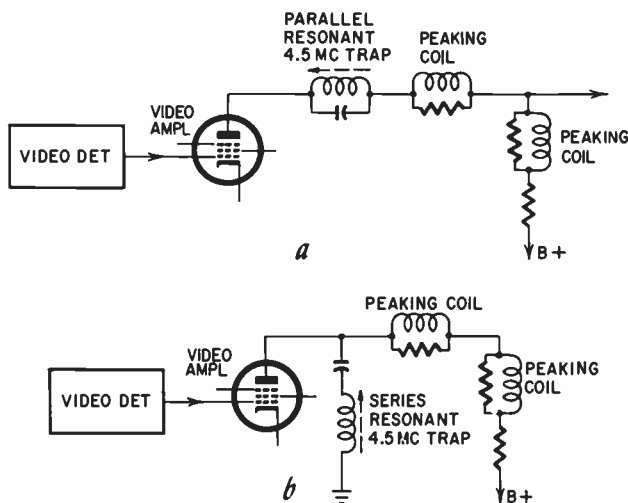 PARALLEL
RESONANT
4.5 MC TRAP
PEAKING
COIL
VIDEO
AMPL
VIDEO DET
PEAKING
COIL
B+
a
PEAKING COIL
VIDEO
AMPL
VIDEO DET
SERIES
RESONANT
4.5 MC TRAP
PEAKING
COIL
B+
b